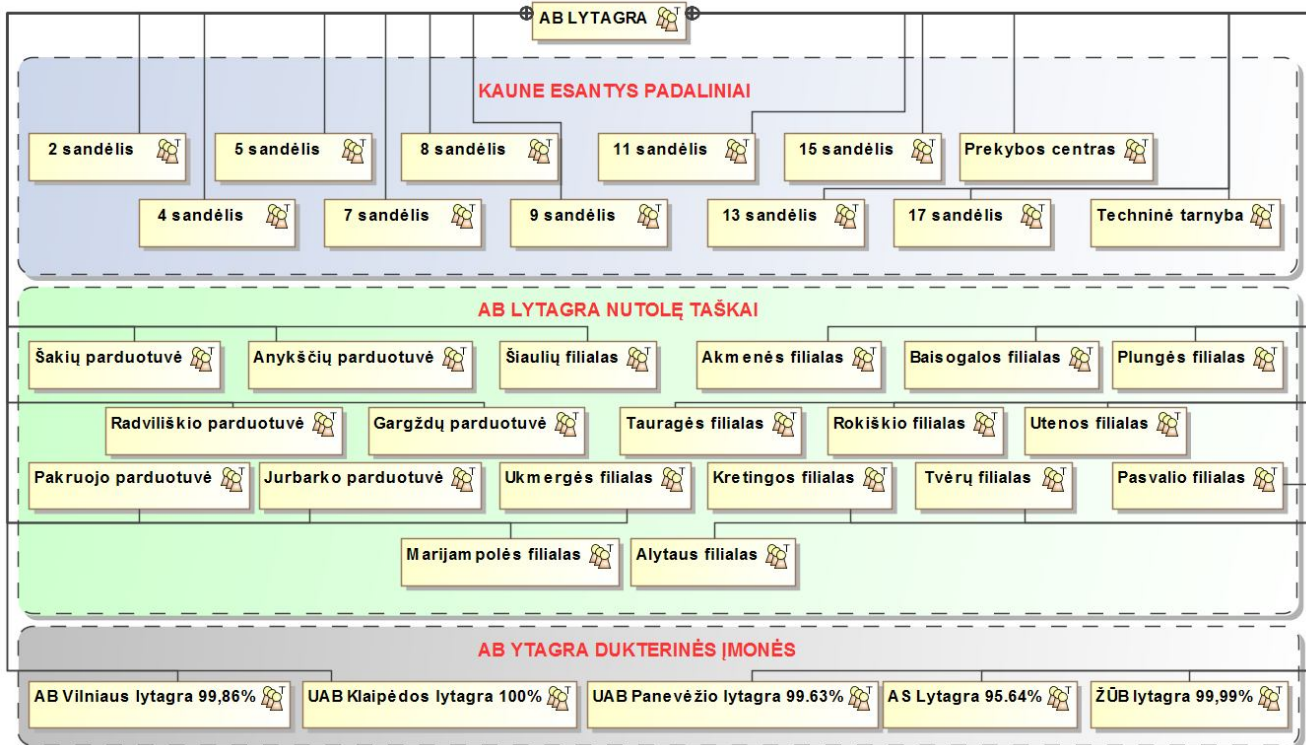 AB LYTAGRA
KAUNE ESANTYS PADALINIAI
2 sandėlis
5 sandėlis
8 sandėlis
11 sandėlis
15 sandėlis
Prekybos centras
4 sandėlis
7 sandėlis
9 sandėlis
13 sandėlis
17 sandėlis
Techninė tarnyba
AB LYTAGRA NUTOLĘ TAŠKAI
Šakių parduotuvė
Anykščių parduotuvė
Šiaulių filialas
Akmenės filialas
Baisogalos filialas
Plungės filialas
Radviliškio parduotuvė
Gargždų parduotuvė
Tauragės filialas
Rokiškio filialas
Utenos filialas
Pakruojo parduotuvė
Jurbarko parduotuvė
Ukmergės filialas
Kretingos filialas
Tvėrų filialas
Pasvalio filialas
Marijampolės filialas
Alytaus filialas
AB YTAGRA DUKTERINĖS ĮMONĖS
AB Vilniaus lytagra 99,86%
UAB Klaipėdos lytagra 100%
UAB Panevėžio lytagra 99.63%
AS Lytagra 95.64%
ŽŪB lytagra 99,99%